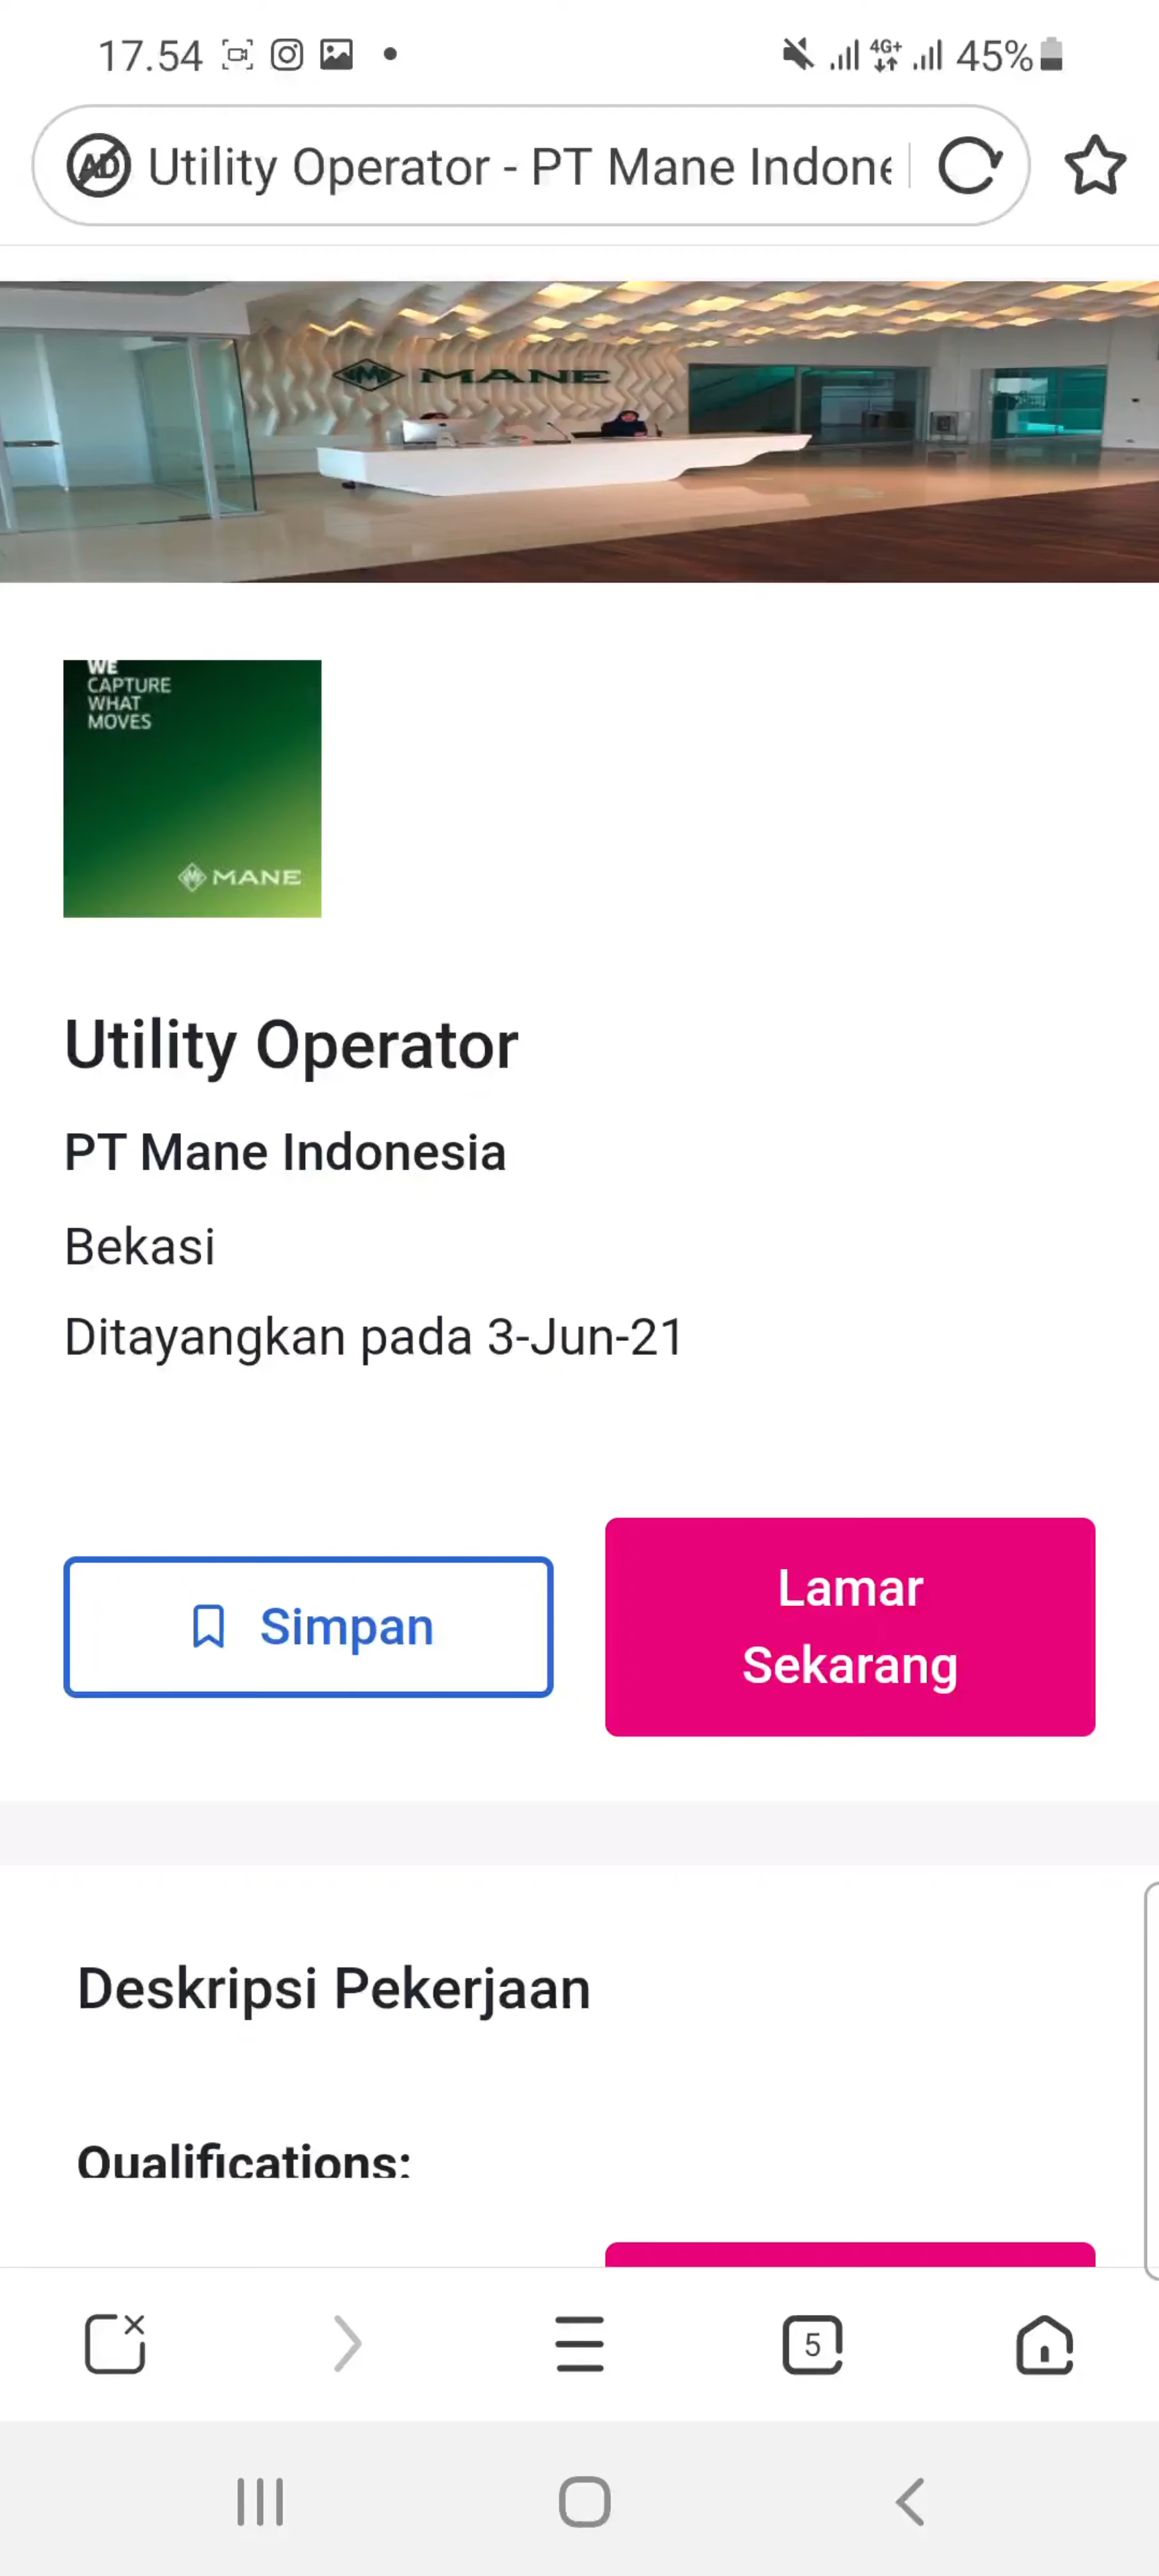 17.54
4G+
45%
Utility Operator - PT Mane Indone
MANE
WE
CAPTURE
WHAT
MOVES
MANE
Utility Operator
PT Mane Indonesia
Bekasi
Ditayangkan pada 3-Jun-21
Simpan
Lamar
Sekarang
Deskripsi Pekerjaan
Qualifications:
5